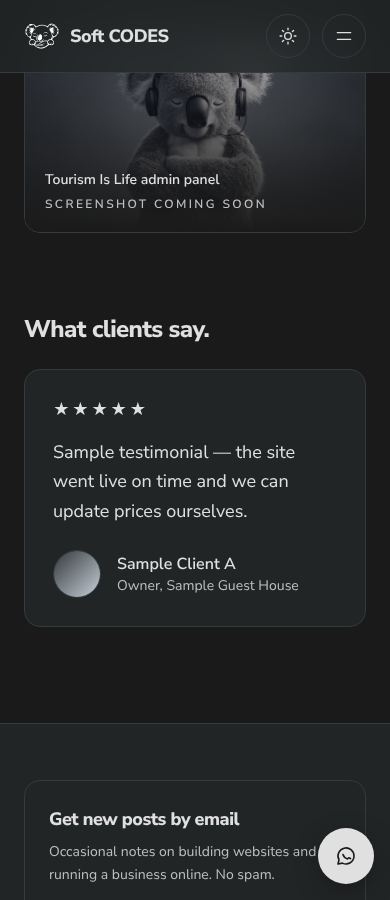 Soft CODES
Tourism Is Life admin panel
SCREENSHOT COMING SOON
What clients say.
★★★★★
Sample testimonial — the site
went live on time and we can
update prices ourselves.
Sample Client A
Owner, Sample Guest House
Get new posts by email
Occasional notes on building websites and
running a business online. No spam.